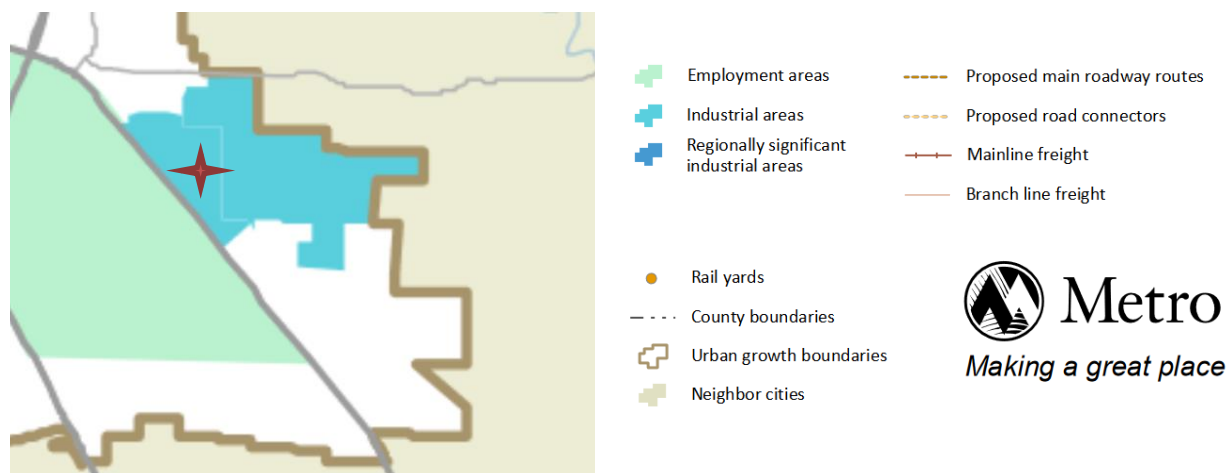 Employment areas
Industrial areas
Regionally significant
industrial areas
Proposed main roadway routes
Proposed road connectors
Mainline freight
Branch line freight
Rail yards
County boundaries
Urban growth boundaries
Neighbor cities
Metro
Making a great place